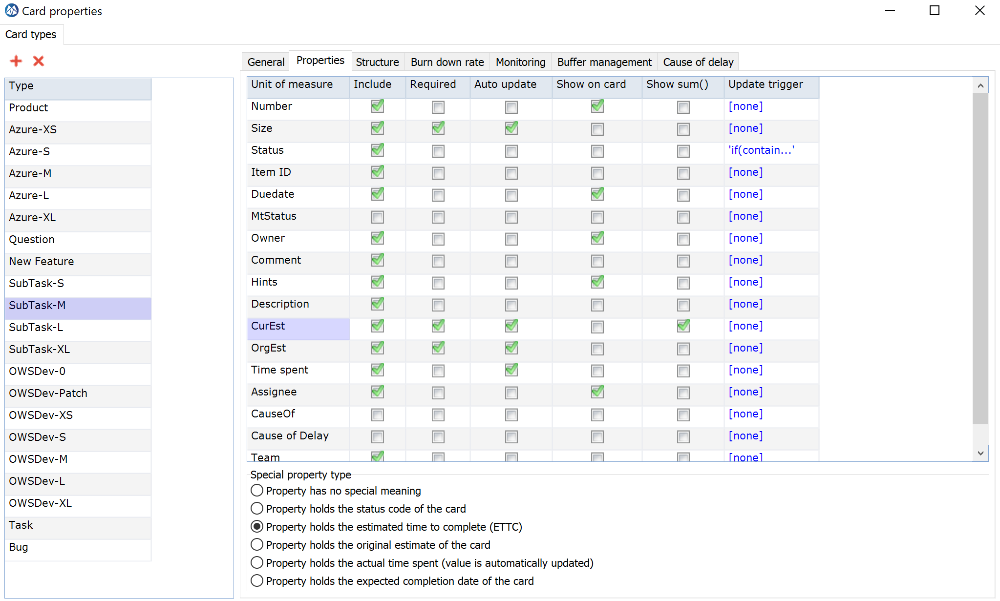 Card properties
Card types
General Properties Structure Burn down rate Monitoring Buffer management Cause of delay
Type
Product
Azure-XS
Azure-S
Azure-M
Azure-L
Azure-XL
Question
New Feature
SubTask-S
SubTask-M
SubTask-L
SubTask-XL
OWSDev-0
OWSDev-Patch
OWSDev-XS
OWSDev-S
OWSDev-M
OWSDev-L
OWSDev-XL
Task
Bug
Unit of measure Include Required Auto update Show on card Show sum() Update trigger
Number [none]
Size [none]
Status 'if(contain...'
Item ID [none]
Duedate [none]
MtStatus [none]
Owner [none]
Comment [none]
Hints [none]
Description [none]
CurEst [none]
OrgEst [none]
Time spent [none]
Assignee [none]
CauseOf [none]
Cause of Delay [none]
Team [none]
Special property type
Property has no special meaning
Property holds the status code of the card
Property holds the estimated time to complete (ETTC)
Property holds the original estimate of the card
Property holds the actual time spent (value is automatically updated)
Property holds the expected completion date of the card